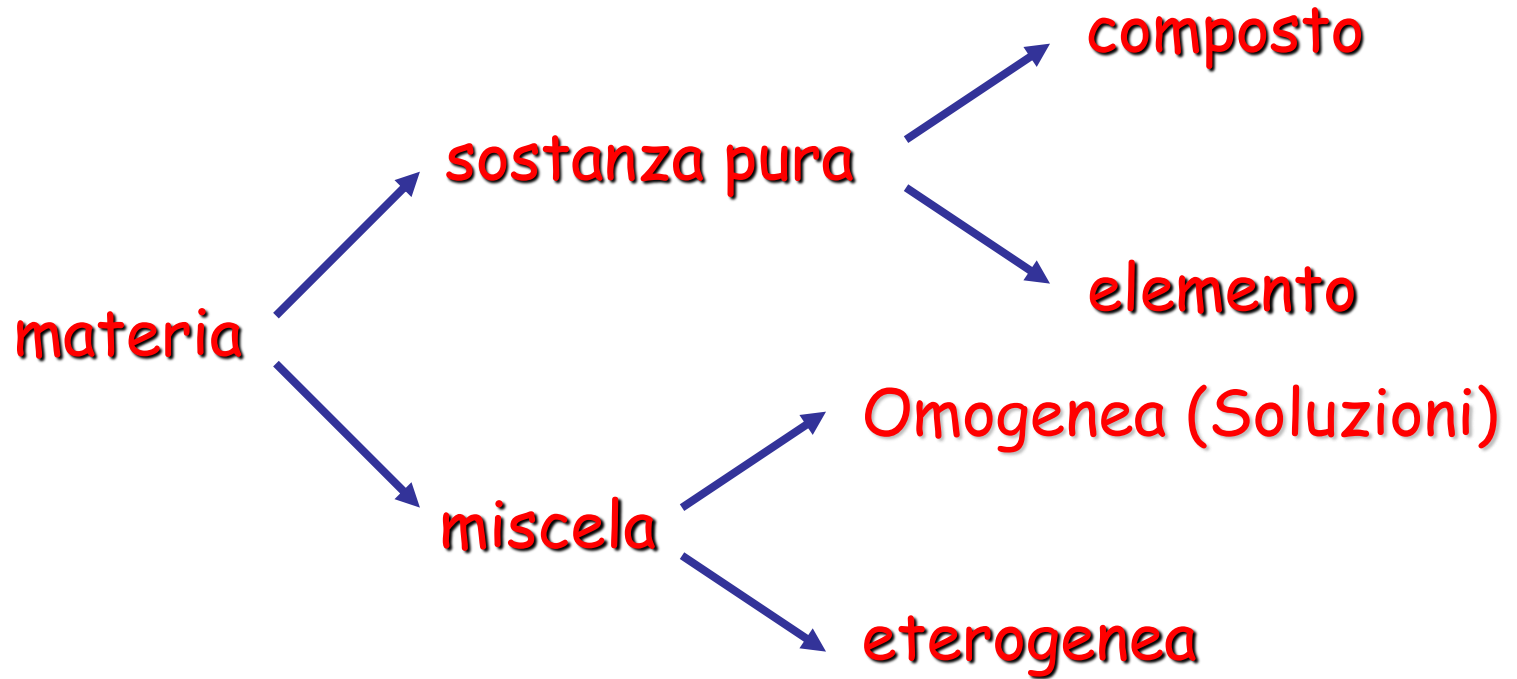 composto
sostanza pura
elemento
materia
Omogenea (Soluzioni)
miscela
eterogenea